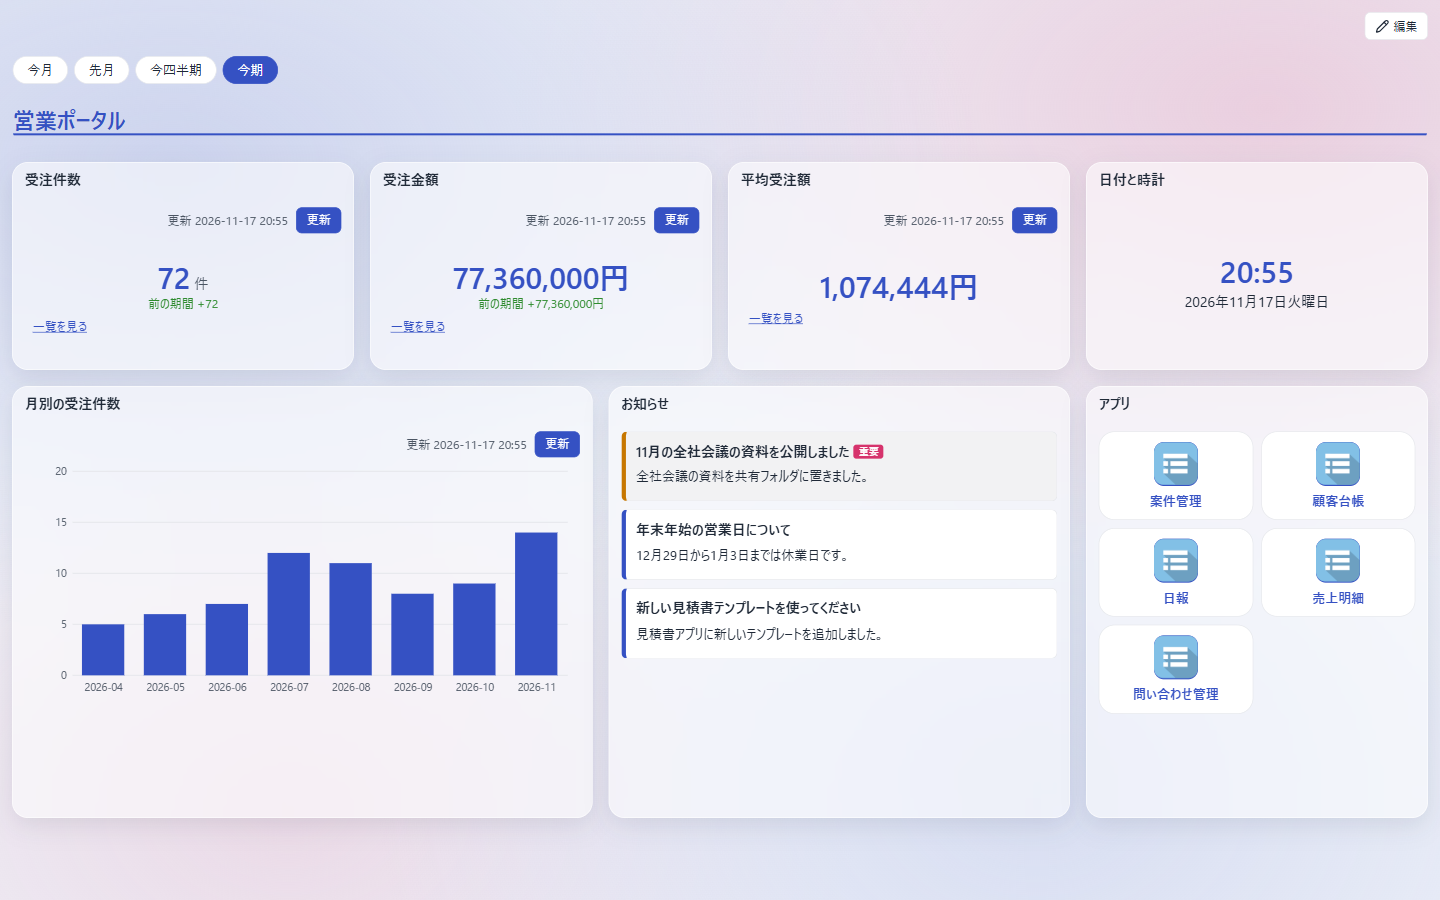 編集
今月
先月
今四半期
今期
営業ポータル
受注件数
更新 2026-11-17 20:55
更新
72 件
前の期間 +72
一覧を見る
受注金額
更新 2026-11-17 20:55
更新
77,360,000円
前の期間 +77,360,000円
一覧を見る
平均受注額
更新 2026-11-17 20:55
更新
1,074,444円
一覧を見る
日付と時計
20:55
2026年11月17日火曜日
月別の受注件数
更新 2026-11-17 20:55
更新
20
15
10
5
0
2026-04
2026-05
2026-06
2026-07
2026-08
2026-09
2026-10
2026-11
お知らせ
11月の全社会議の資料を公開しました 重要
全社会議の資料を共有フォルダに置きました。
年末年始の営業日について
12月29日から1月3日までは休業日です。
新しい見積書テンプレートを使ってください
見積書アプリに新しいテンプレートを追加しました。
アプリ
案件管理
顧客台帳
日報
売上明細
問い合わせ管理